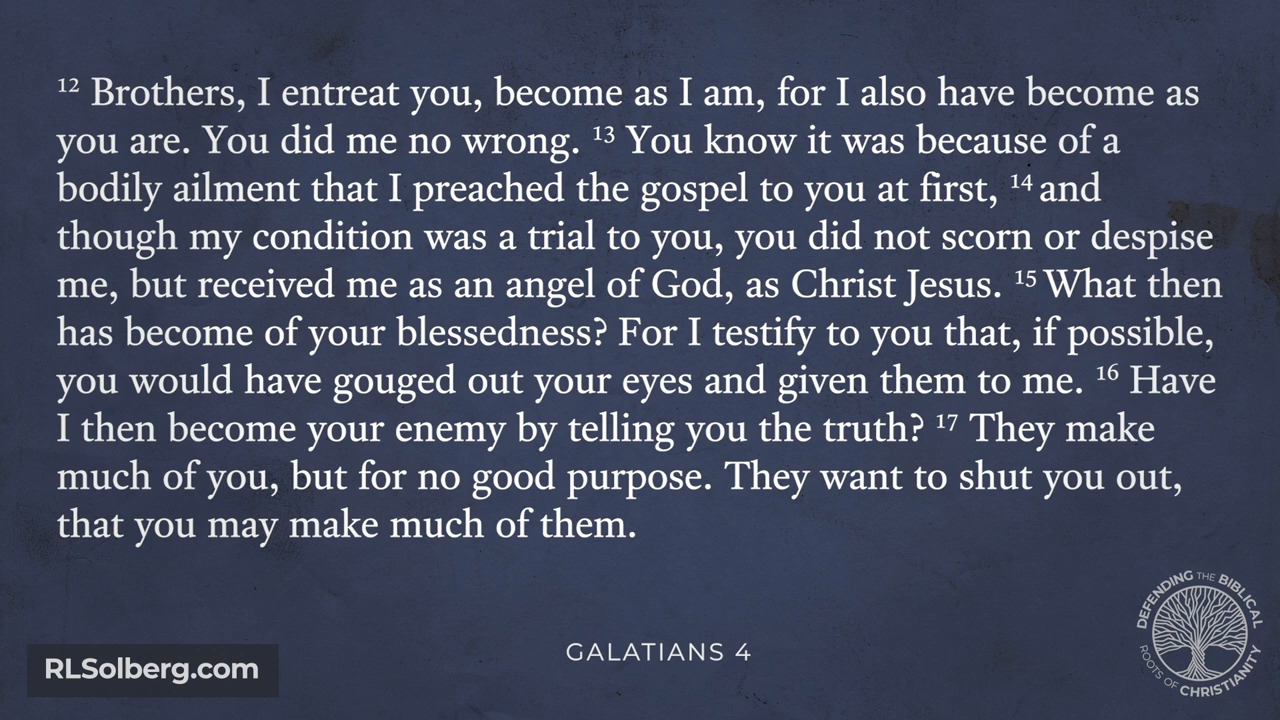 ¹² Brothers, I entreat you, become as I am, for I also have become as
you are. You did me no wrong. ¹³ You know it was because of a
bodily ailment that I preached the gospel to you at first, ¹⁴ and
though my condition was a trial to you, you did not scorn or despise
me, but received me as an angel of God, as Christ Jesus. ¹⁵ What then
has become of your blessedness? For I testify to you that, if possible,
you would have gouged out your eyes and given them to me. ¹⁶ Have
I then become your enemy by telling you the truth? ¹⁷ They make
much of you, but for no good purpose. They want to shut you out,
that you may make much of them.
GALATIANS 4
RLSolberg.com
DEFENDING THE BIBLICAL
ROOTS OF CHRISTIANITY